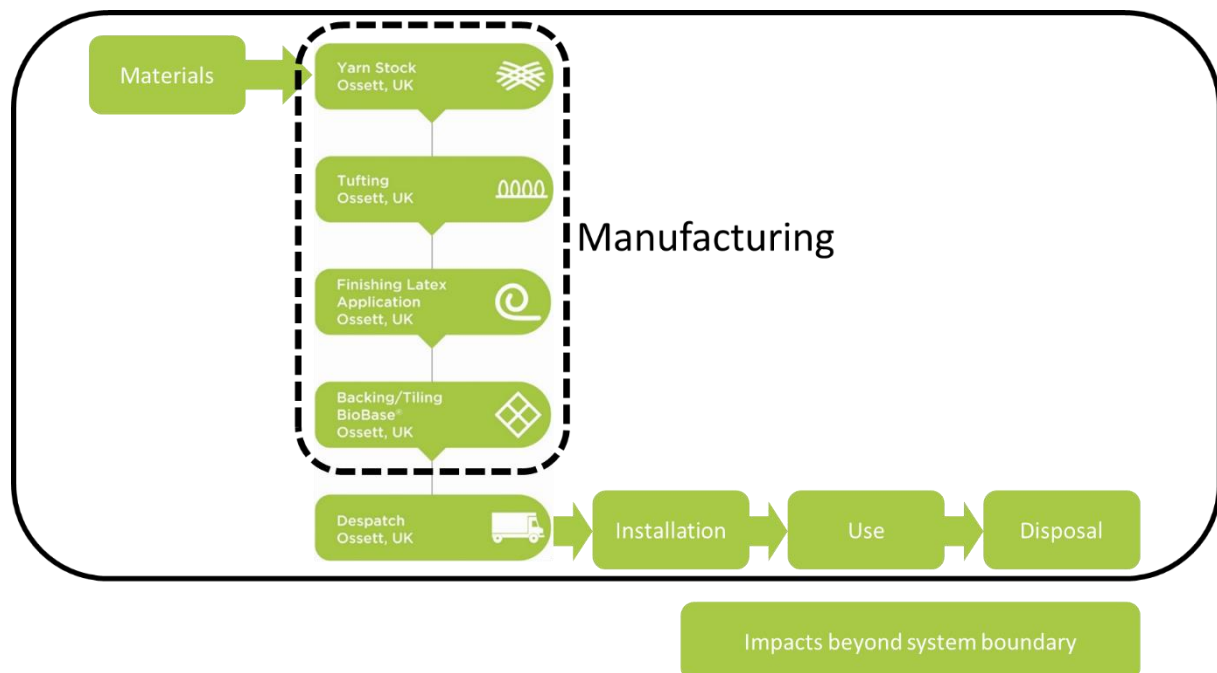 Materials
Yarn Stock
Ossett, UK
Tufting
Ossett, UK
Manufacturing
Finishing Latex
Application
Ossett, UK
Backing/Tiling
BioBase®
Ossett, UK
Despatch
Ossett, UK
Installation
Use
Disposal
Impacts beyond system boundary